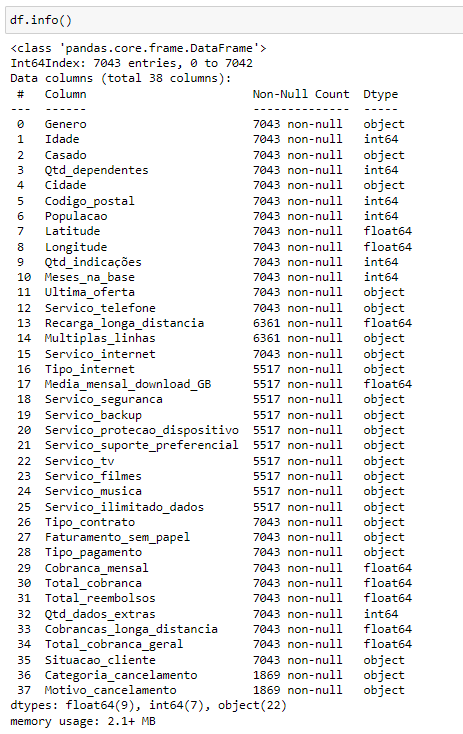 df.info()
<class 'pandas.core.frame.DataFrame'>
Int64Index: 7043 entries, 0 to 7042
Data columns (total 38 columns):
 #   Column                       Non-Null Count  Dtype
---  ------                       --------------  -----
 0   Genero                       7043 non-null   object
 1   Idade                        7043 non-null   int64
 2   Casado                       7043 non-null   object
 3   Qtd_dependentes              7043 non-null   int64
 4   Cidade                       7043 non-null   object
 5   Codigo_postal                7043 non-null   int64
 6   Populacao                    7043 non-null   int64
 7   Latitude                     7043 non-null   float64
 8   Longitude                    7043 non-null   float64
 9   Qtd_indicações               7043 non-null   int64
 10  Meses_na_base                7043 non-null   int64
 11  Ultima_oferta                7043 non-null   object
 12  Servico_telefone             7043 non-null   object
 13  Recarga_longa_distancia      6361 non-null   float64
 14  Multiplas_linhas             6361 non-null   object
 15  Servico_internet             7043 non-null   object
 16  Tipo_internet                5517 non-null   object
 17  Media_mensal_download_GB     5517 non-null   float64
 18  Servico_seguranca            5517 non-null   object
 19  Servico_backup               5517 non-null   object
 20  Servico_protecao_dispositivo  5517 non-null   object
 21  Servico_suporte_preferencial  5517 non-null   object
 22  Servico_tv                   5517 non-null   object
 23  Servico_filmes               5517 non-null   object
 24  Servico_musica               5517 non-null   object
 25  Servico_ilimitado_dados      5517 non-null   object
 26  Tipo_contrato                7043 non-null   object
 27  Faturamento_sem_papel        7043 non-null   object
 28  Tipo_pagamento               7043 non-null   object
 29  Cobranca_mensal              7043 non-null   float64
 30  Total_cobranca               7043 non-null   float64
 31  Total_reembolsos             7043 non-null   float64
 32  Qtd_dados_extras             7043 non-null   int64
 33  Cobrancas_longa_distancia    7043 non-null   float64
 34  Total_cobranca_geral         7043 non-null   float64
 35  Situacao_cliente             7043 non-null   object
 36  Categoria_cancelamento       1869 non-null   object
 37  Motivo_cancelamento          1869 non-null   object
dtypes: float64(9), int64(7), object(22)
memory usage: 2.1+ MB